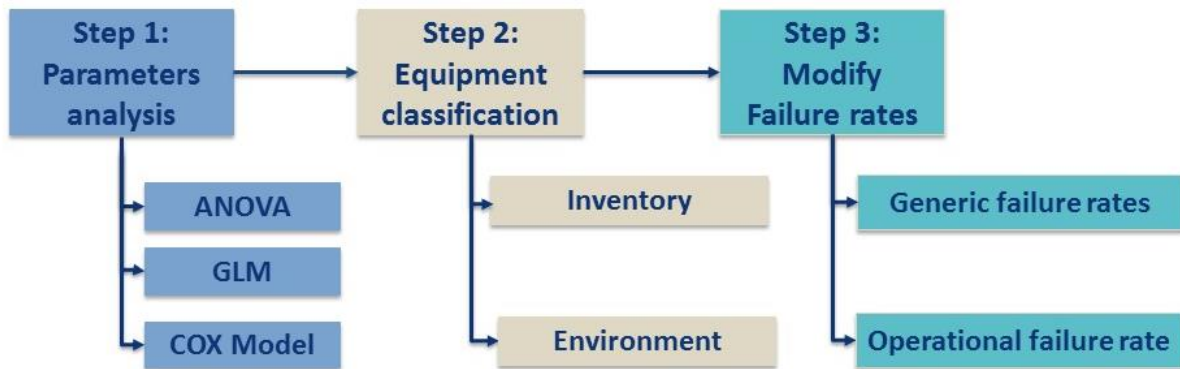 Step 1:
Parameters
analysis
Step 2:
Equipment
classification
Step 3:
Modify
Failure rates
ANOVA
GLM
COX Model
Inventory
Environment
Generic failure rates
Operational failure rate